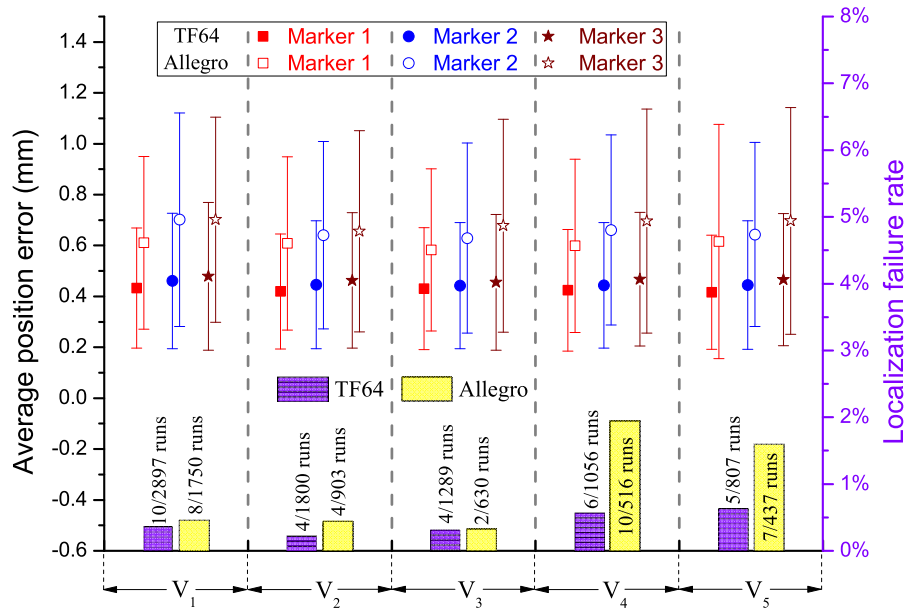 TF64 Marker 1 Marker 2 Marker 3
Allegro Marker 1 Marker 2 Marker 3
Average position error (mm)
1.4
1.2
1.0
0.8
0.6
0.4
0.2
0.0
-0.2
-0.4
-0.6
8%
7%
6%
5%
4%
3%
2%
1%
0%
Localization failure rate
TF64 Allegro
10/2897 runs
8/1750 runs
4/1800 runs
4/903 runs
4/1289 runs
2/630 runs
6/1056 runs
10/516 runs
5/807 runs
7/437 runs
V1 V2 V3 V4 V5